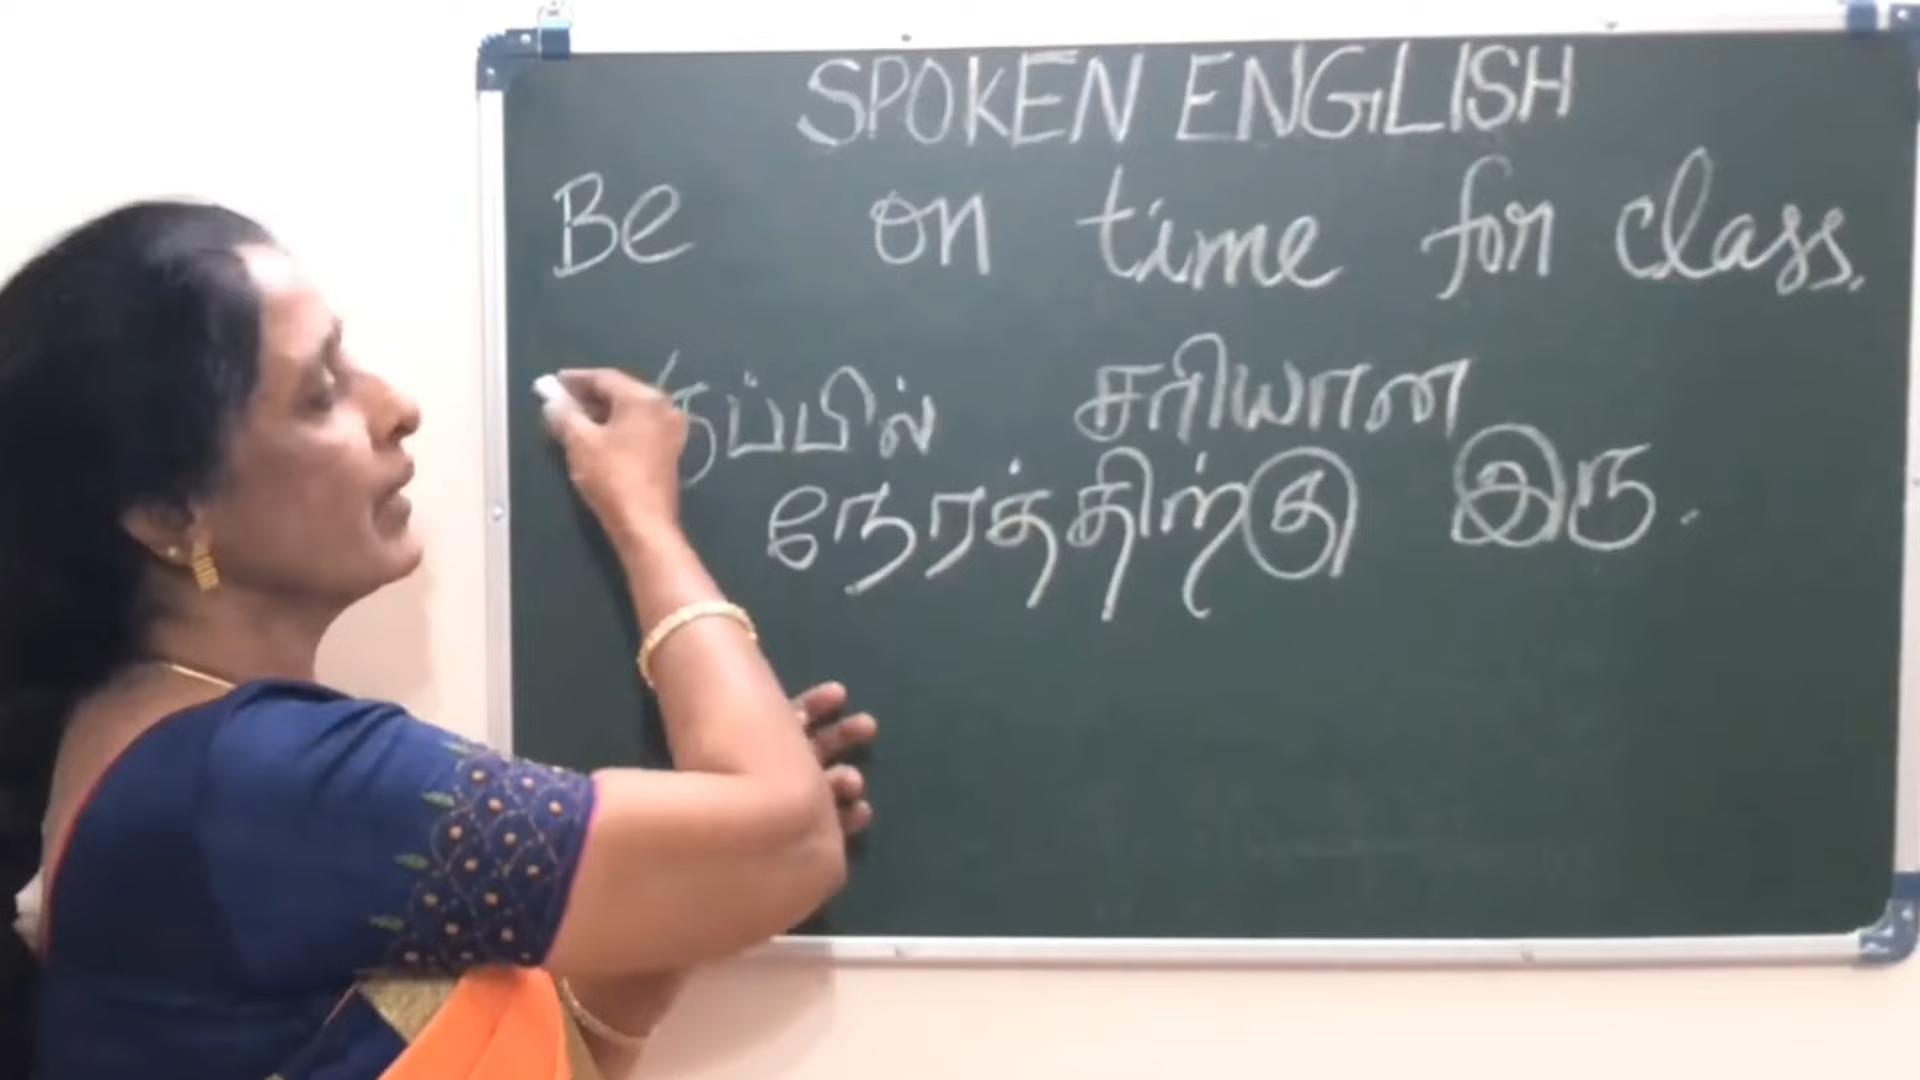 SPOKEN ENGLISH
Be on time for class.
சரியான
நேரத்திற்கு இரு.